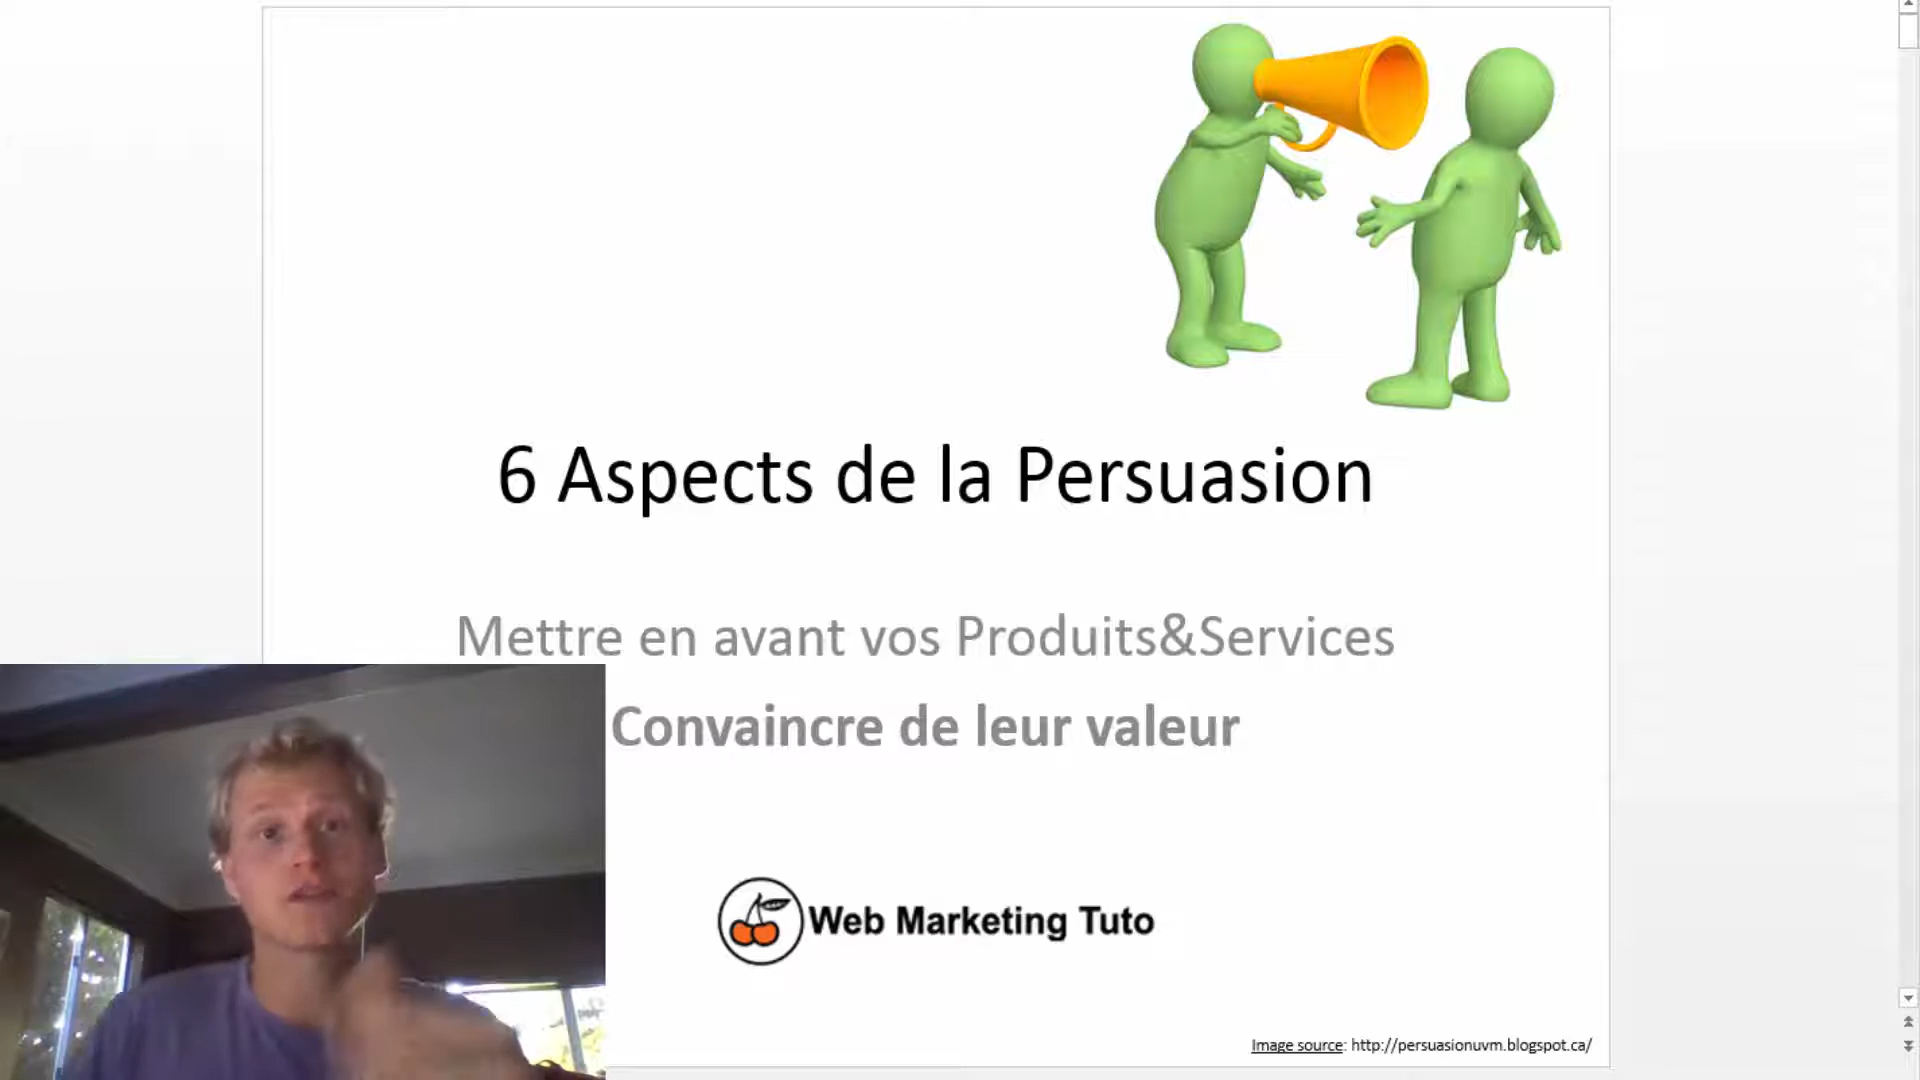 6 Aspects de la Persuasion
Mettre en avant vos Produits&Services
Convaincre de leur valeur
Web Marketing Tuto
Image source: http://persuasionuvm.blogspot.ca/